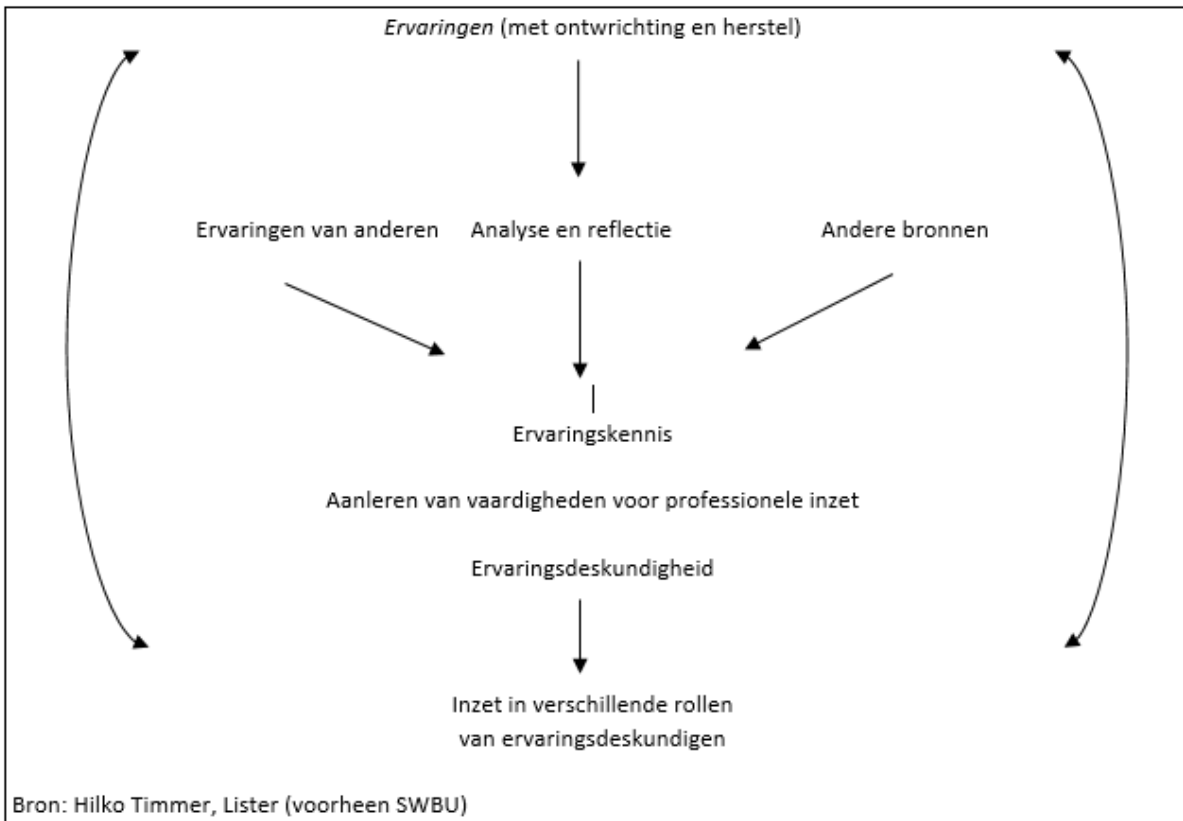 Ervaringen (met ontwrichting en herstel)
Ervaringen van anderen
Analyse en reflectie
Andere bronnen
Ervaringskennis
Aanleren van vaardigheden voor professionele inzet
Ervaringsdeskundigheid
Inzet in verschillende rollen
van ervaringsdeskundigen
Bron: Hilko Timmer, Lister (voorheen SWBU)